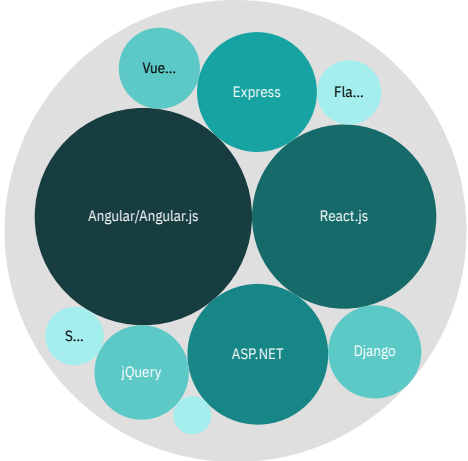 Vue...
Express
Fla...
Angular/Angular.js
React.js
S...
jQuery
ASP.NET
Django